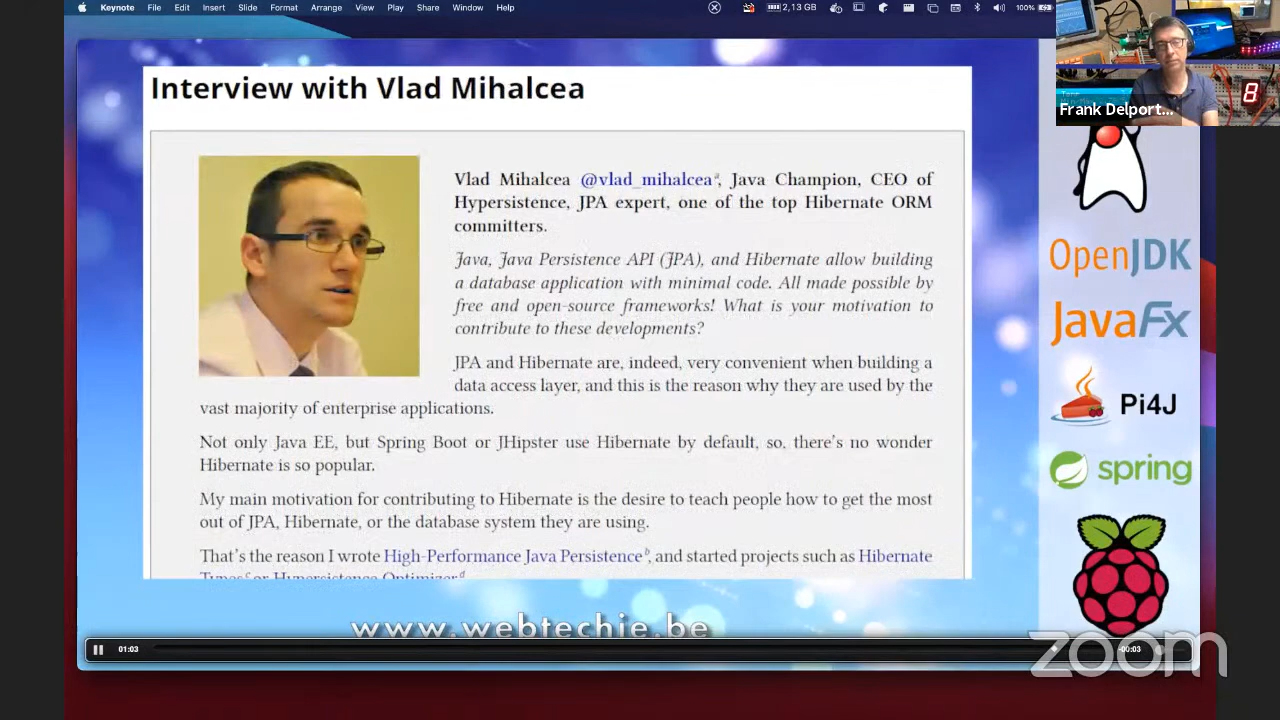 Keynote File Edit Insert Slide Format Arrange View Play Share Window Help 2,13 GB 100%
Frank Delport...
8
Interview with Vlad Mihalcea
Vlad Mihalcea @vlad_mihalcea a, Java Champion, CEO of
Hypersistence, JPA expert, one of the top Hibernate ORM
committers.
Java, Java Persistence API (JPA), and Hibernate allow building
a database application with minimal code. All made possible by
free and open-source frameworks! What is your motivation to
contribute to these developments?
JPA and Hibernate are, indeed, very convenient when building a
data access layer, and this is the reason why they are used by the
vast majority of enterprise applications.
Not only Java EE, but Spring Boot or JHipster use Hibernate by default, so, there's no wonder
Hibernate is so popular.
My main motivation for contributing to Hibernate is the desire to teach people how to get the most
out of JPA, Hibernate, or the database system they are using.
That's the reason I wrote High-Performance Java Persistence b, and started projects such as Hibernate
Types c or Hypersistence Optimizer d
OpenJDK
JavaFX
Pi4J
spring
www.webtechie.be
01:03
-00:03
zoom